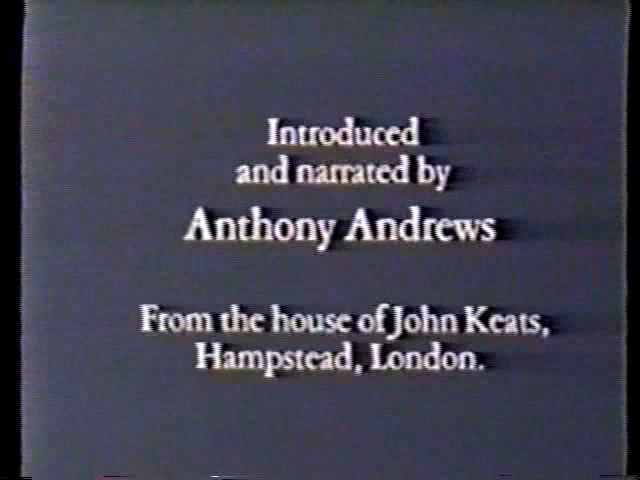 Introduced
and narrated by
Anthony Andrews
From the house of John Keats,
Hampstead, London.